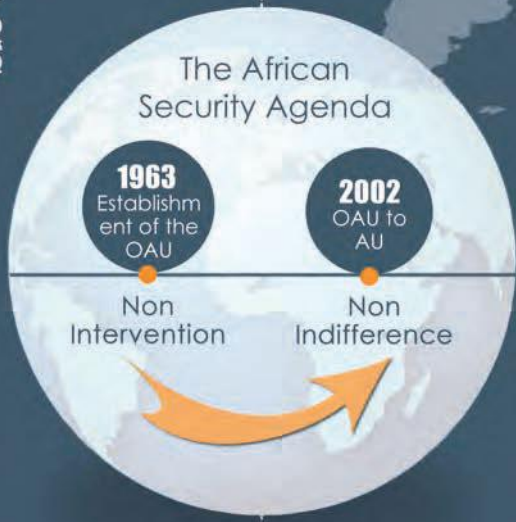 The African
Security Agenda
1963
Establishm
ent of the
OAU
2002
OAU to
AU
Non
Intervention
Non
Indifference